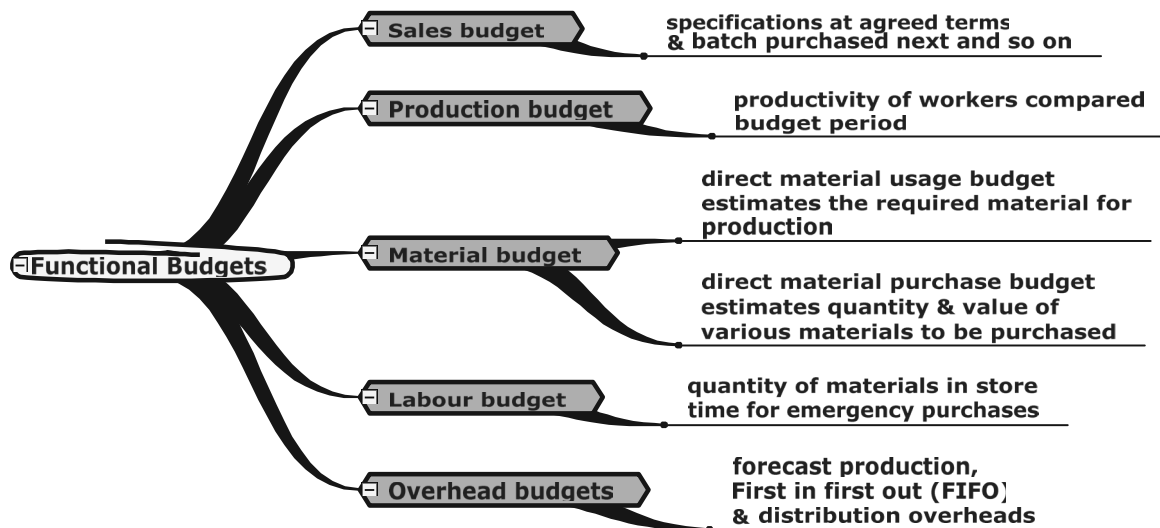 Sales budget
specifications at agreed terms
& batch purchased next and so on
Production budget
productivity of workers compared
budget period
Functional Budgets
Material budget
direct material usage budget
estimates the required material for
production
direct material purchase budget
estimates quantity & value of
various materials to be purchased
Labour budget
quantity of materials in store
time for emergency purchases
Overhead budgets
forecast production,
First in first out (FIFO)
& distribution overheads